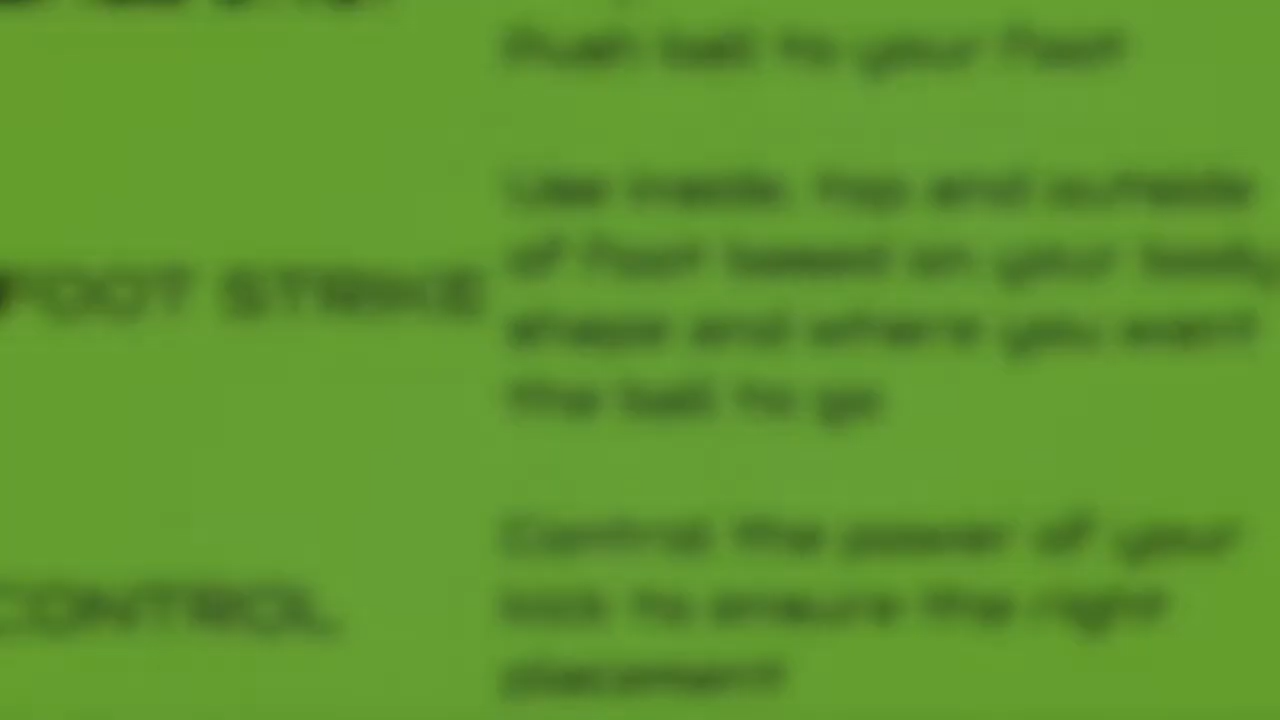 Push ball to your feet
FOOT STRIKE
Use inside, top and outside
of foot based on your body
shape and where you want
the ball to go
CONTROL
Control the power of your
kick to ensure the right
placement